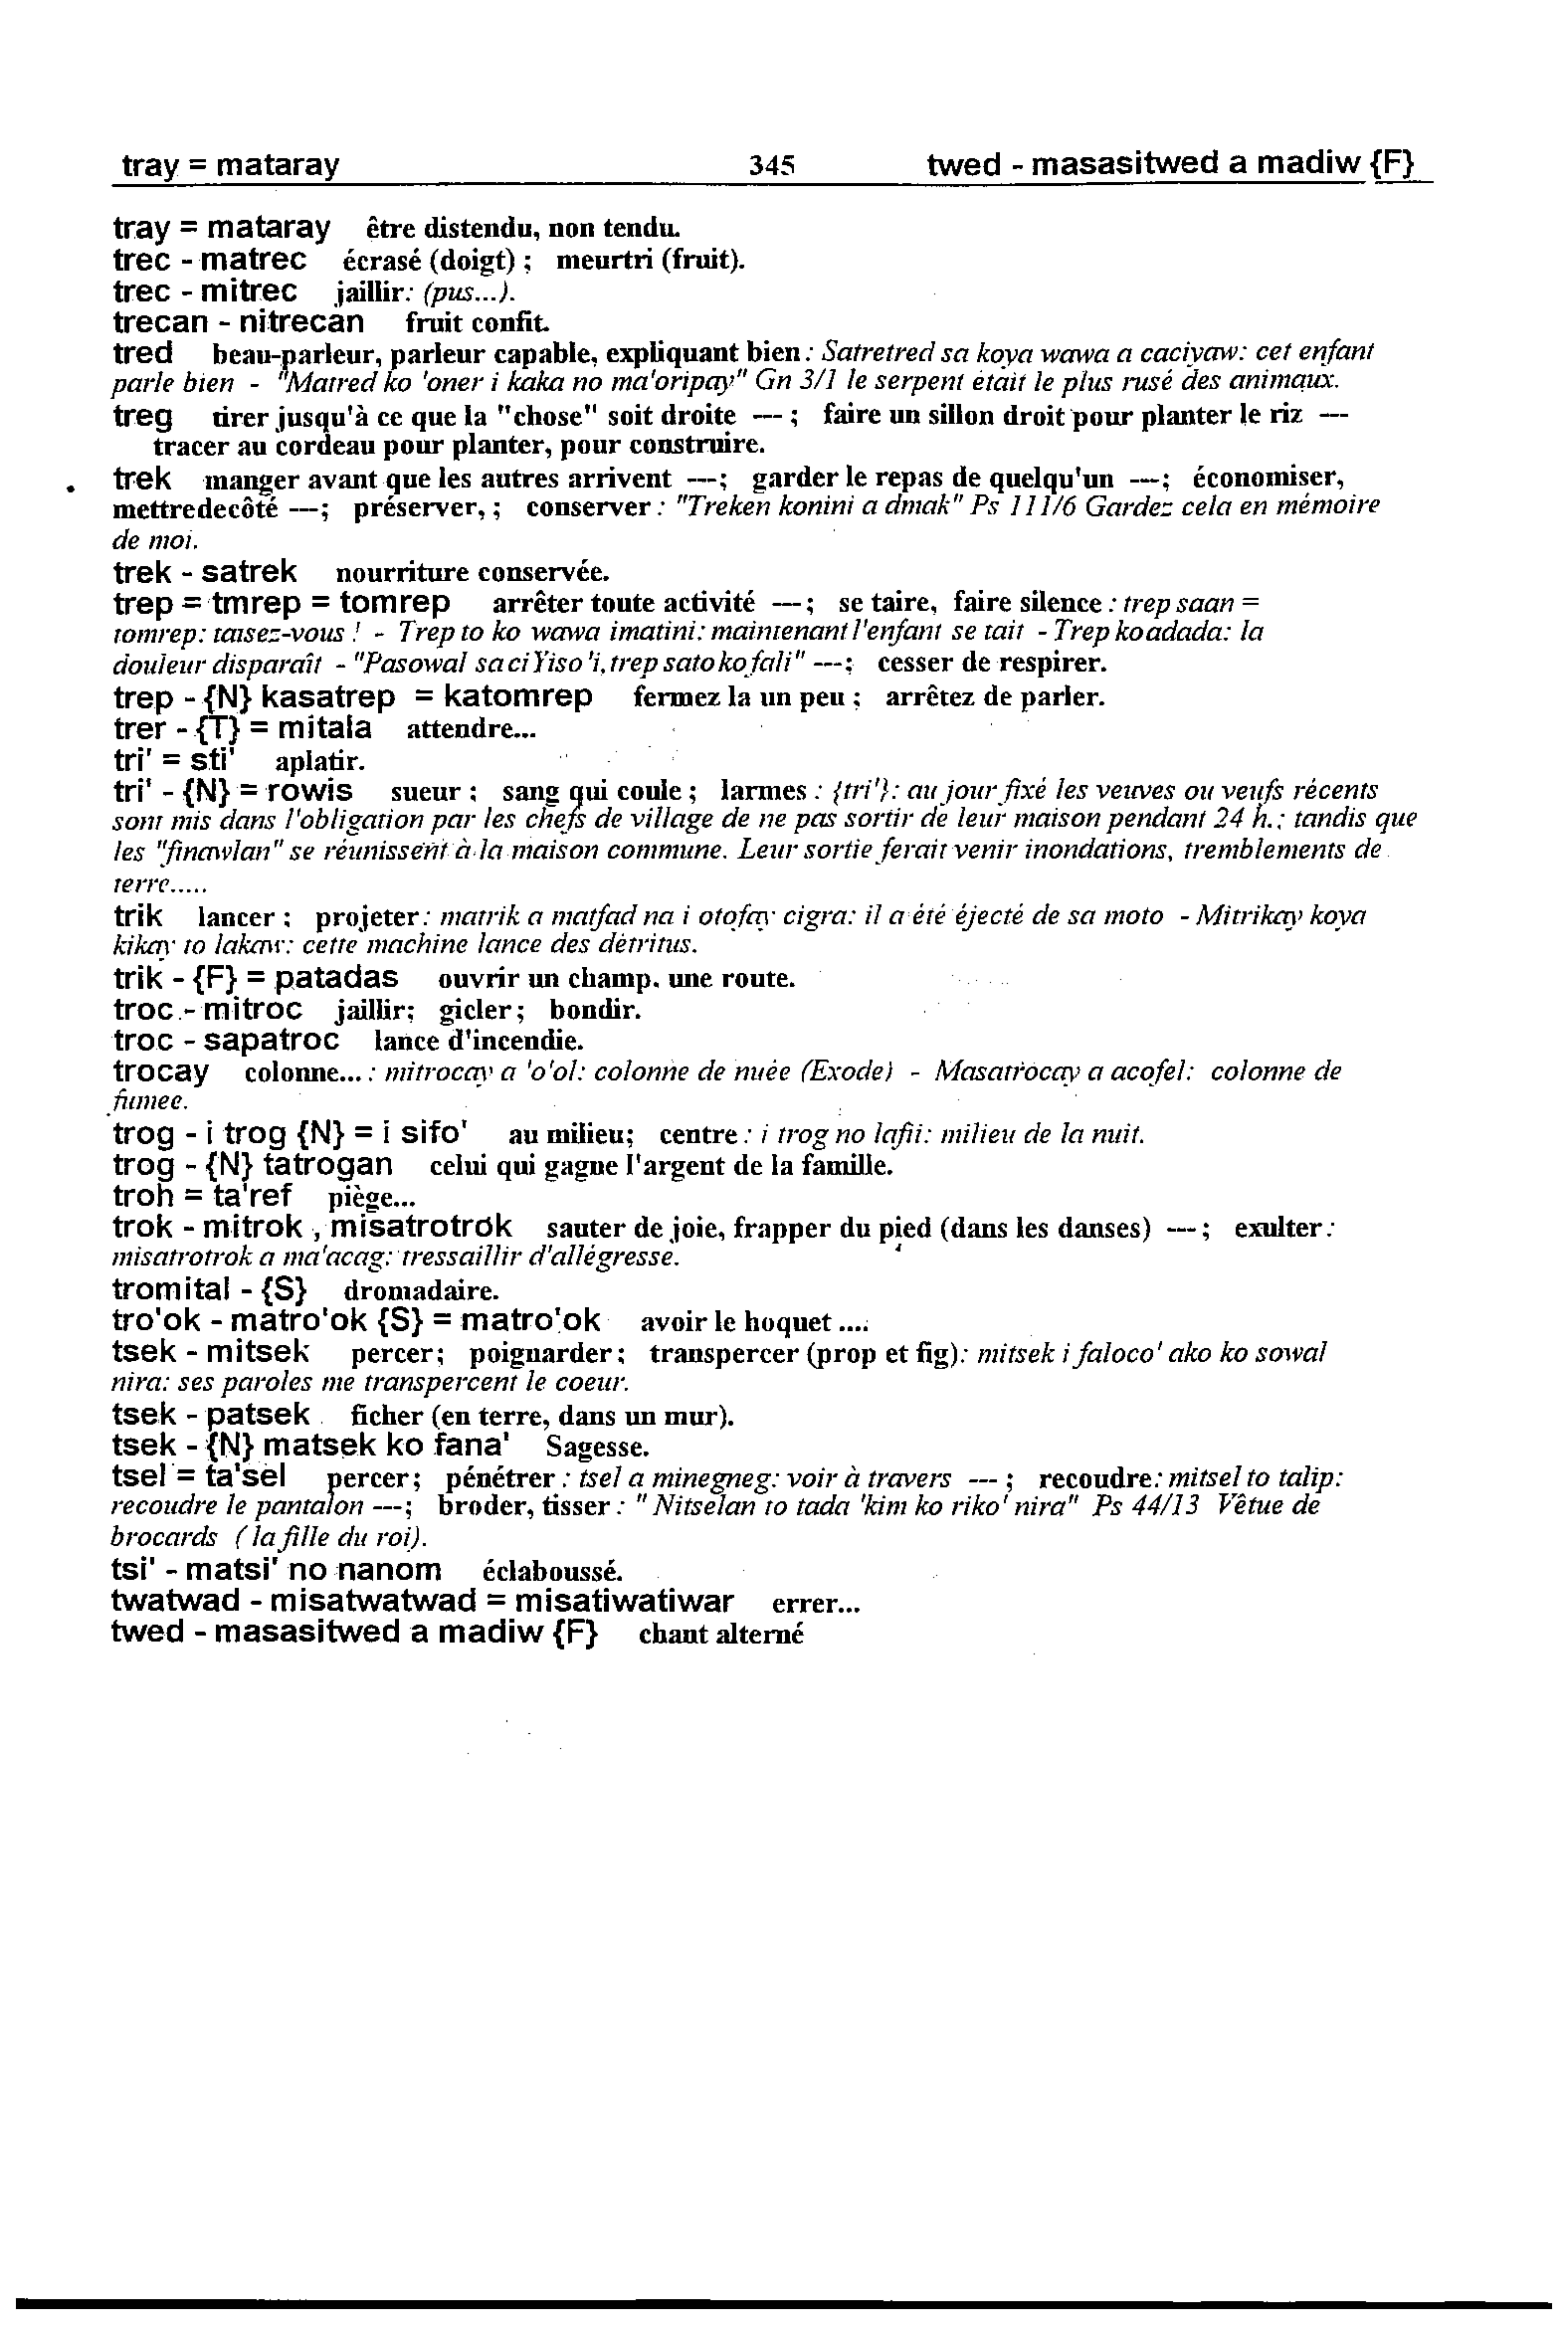 tray = mataray 345 twed - masasitwed a madiw {F}
tray = mataray être distendu, non tendu.
trec - matrec écrasé (doigt) ; meurtri (fruit).
trec - mitrec jaillir: (pus...).
trecan - nitrecan fruit confit.
tred beau-parleur, parleur capable, expliquant bien : Satretred sa koya wawa a caciyaw: cet enfant
parle bien - "Matred ko 'oner i kaka no ma'oripay" Gn 3/1 le serpent était le plus rusé des animaux.
treg tirer jusqu'à ce que la "chose" soit droite --- ; faire un sillon droit pour planter le riz ---
tracer au cordeau pour planter, pour construire.
trek manger avant que les autres arrivent ---; garder le repas de quelqu'un ---; économiser,
mettredecôté ---; préserver, ; conserver : "Treken konini a dmak" Ps 111/6 Gardez cela en mémoire
de moi.
trek - satrek nourriture conservée.
trep = tmrep = tomrep arrêter toute activité --- ; se taire, faire silence : trep saan =
tomrep: taisez-vous ! - Trep to ko wawa imatini: maintenant l'enfant se tait - Trep ko adada: la
douleur disparaît - "Pasowal sa ci Yiso 'i, trep sato ko fali" ---; cesser de respirer.
trep - {N} kasatrep = katomrep fermez la un peu ; arrêtez de parler.
trer - {T} = mitala attendre...
tri' = sti' aplatir.
tri' - {N} = rowis sueur ; sang qui coule ; larmes : {tri'}: au jour fixé les veuves ou veufs récents
sont mis dans l'obligation par les chefs de village de ne pas sortir de leur maison pendant 24 h.; tandis que
les "finawlan" se réunissent à la maison commune. Leur sortie ferait venir inondations, tremblements de
terre.....
trik lancer ; projeter : matrik a matfad na i otofay cigra: il a été éjecté de sa moto - Mitrikay koya
kikay to lakaw: cette machine lance des détritus.
trik - {F} = patadas ouvrir un champ. une route.
troc - mitroc jaillir; gicler ; bondir.
troc - sapatroc lance d'incendie.
trocay colonne... : mitrocay a 'o'ol: colonne de nuée (Exode) - Masatrocay a acofel: colonne de
fumee.
trog - i trog {N} = i sifo' au milieu; centre : i trog no lafii: milieu de la nuit.
trog - {N} tatrogan celui qui gagne l'argent de la famille.
troh = ta'ref piège...
trok - mitrok , misatrotrok sauter de joie, frapper du pied (dans les danses) --- ; exulter :
misatrotrok a ma'acag: tressaillir d'allégresse.
tromital - {S} dromadaire.
tro'ok - matro'ok {S} = matro'ok avoir le hoquet ....
tsek - mitsek percer; poignarder ; transpercer (prop et fig): mitsek i faloco' ako ko sowal
nira: ses paroles me transpercent le coeur.
tsek - patsek ficher (en terre, dans un mur).
tsek - {N} matsek ko fana' Sagesse.
tsel = ta'sel percer ; pénétrer : tsel a minegneg: voir à travers --- ; recoudre: mitsel to talip:
recoudre le pantalon ---; broder, tisser : " Nitselan to tada 'kim ko riko' nira" Ps 44/13 Vêtue de
brocards ( la fille du roi).
tsi' - matsi' no nanom éclaboussé.
twatwad - misatwatwad = misatiwatiwar errer...
twed - masasitwed a madiw {F} chant alterné